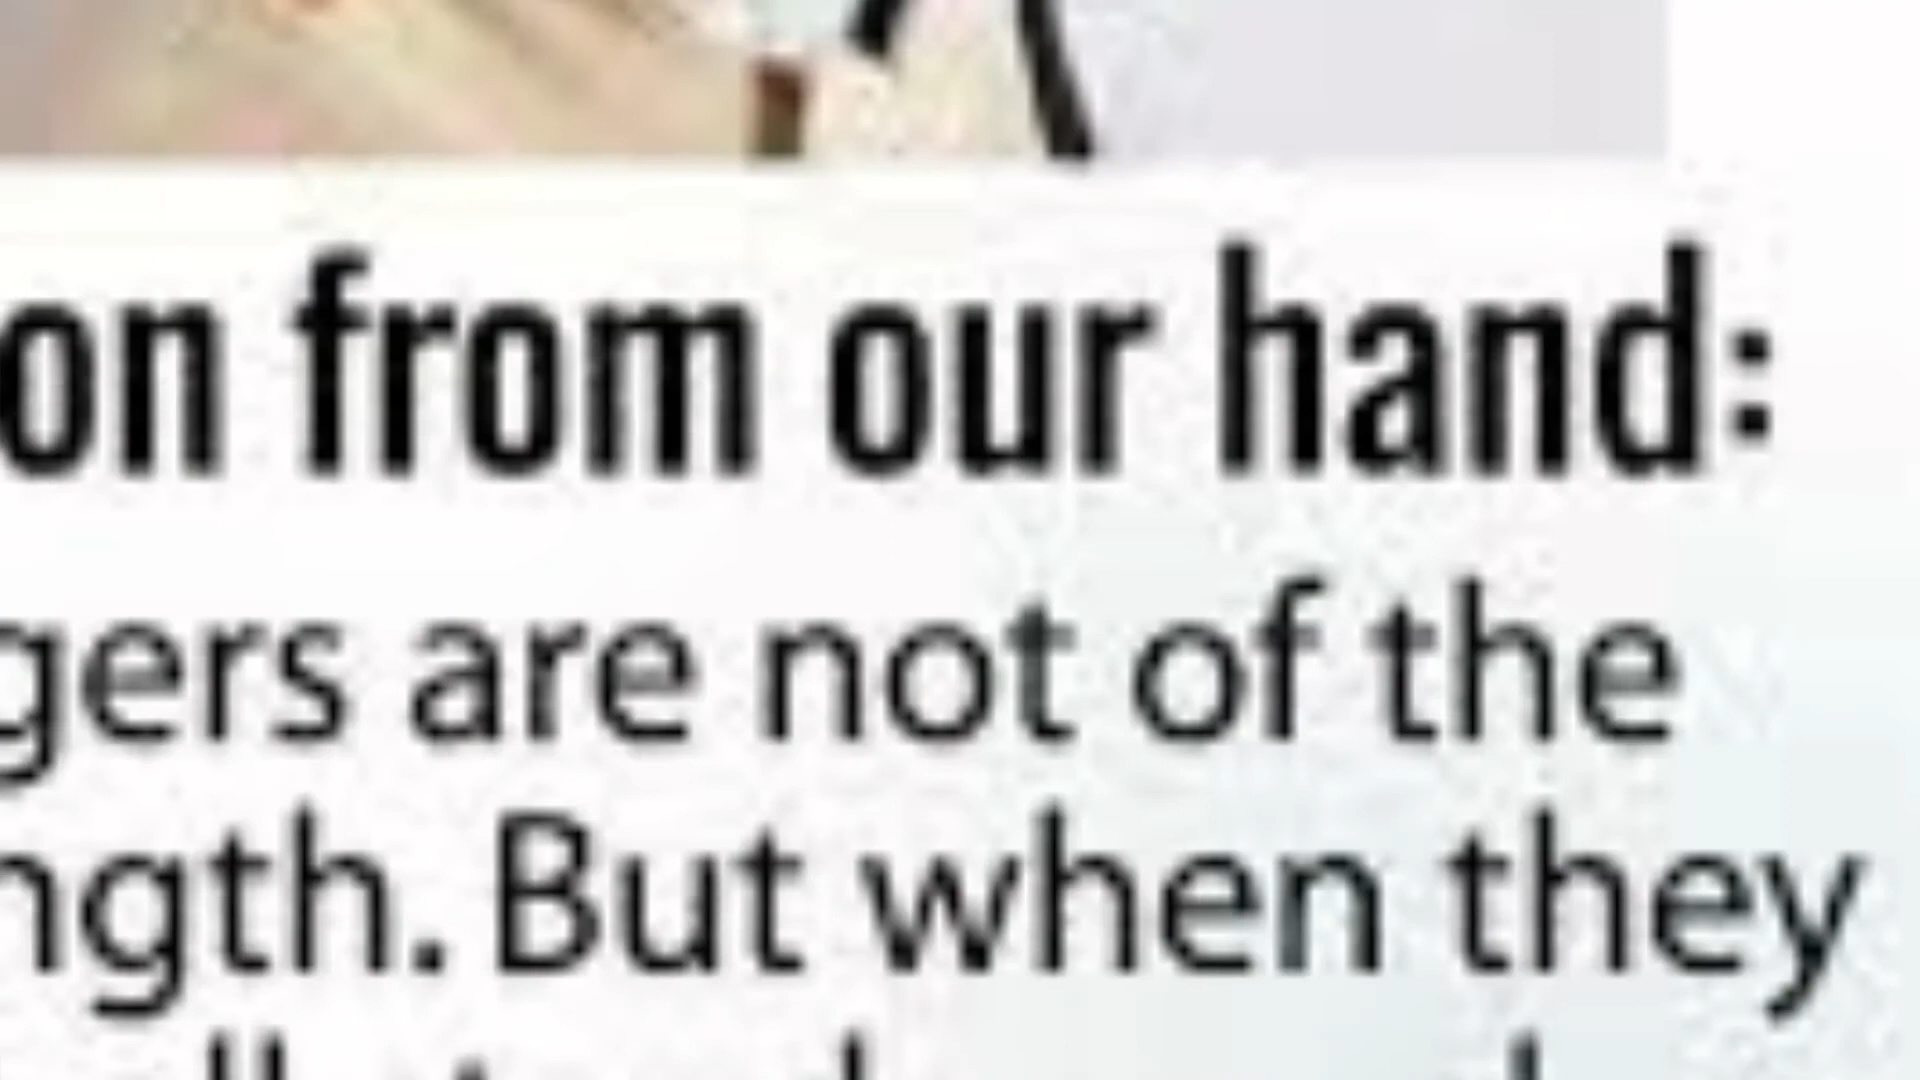 on from our hand:
gers are not of the
ngth. But when they